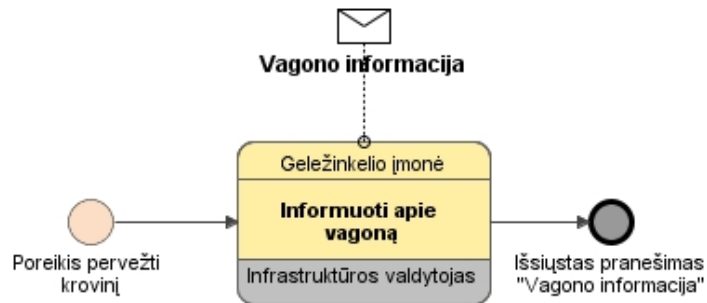 Vagono informacija
Geležinkelio įmonė
Informuoti apie
vagoną
Infrastruktūros valdytojas
Poreikis pervežti
krovinį
Išsiųstas pranešimas
"Vagono informacija"